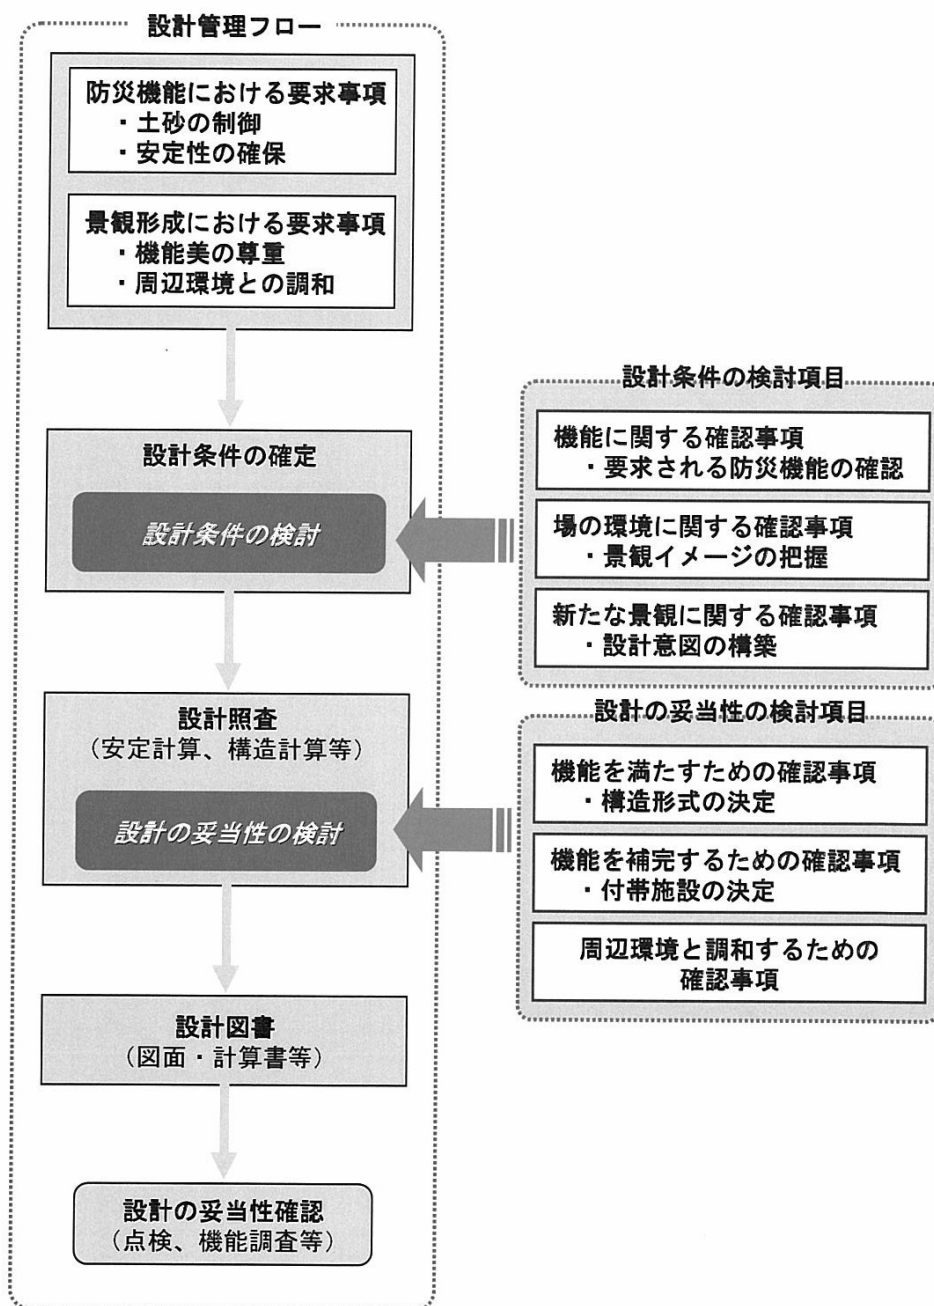 設計管理フロー
防災機能における要求事項
・土砂の制御
・安定性の確保
景観形成における要求事項
・機能美の尊重
・周辺環境との調和
設計条件の確定
設計条件の検討
設計条件の検討項目
機能に関する確認事項
・要求される防災機能の確認
場の環境に関する確認事項
・景観イメージの把握
新たな景観に関する確認事項
・設計意図の構築
設計照査
（安定計算、構造計算等）
設計の妥当性の検討
設計の妥当性の検討項目
機能を満たすための確認事項
・構造形式の決定
機能を補完するための確認事項
・付帯施設の決定
周辺環境と調和するための
確認事項
設計図書
（図面・計算書等）
設計の妥当性確認
（点検、機能調査等）